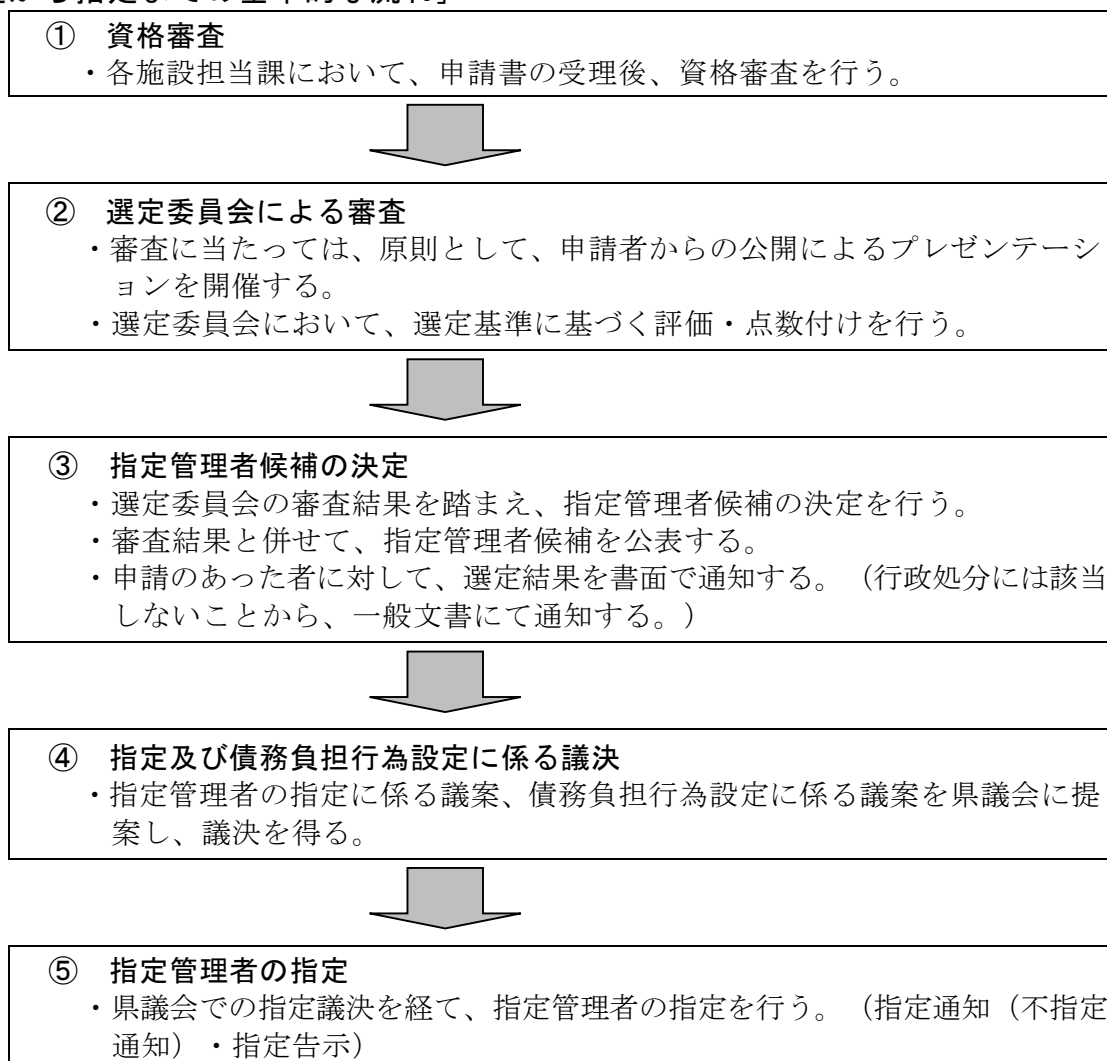 から指定までの基本的な流れ］
① 資格審査
・各施設担当課において、申請書の受理後、資格審査を行う。
② 選定委員会による審査
・審査に当たっては、原則として、申請者からの公開によるプレゼンテーシ
ョンを開催する。
・選定委員会において、選定基準に基づく評価・点数付けを行う。
③ 指定管理者候補の決定
・選定委員会の審査結果を踏まえ、指定管理者候補の決定を行う。
・審査結果と併せて、指定管理者候補を公表する。
・申請のあった者に対して、選定結果を書面で通知する。（行政処分には該当
しないことから、一般文書にて通知する。）
④ 指定及び債務負担行為設定に係る議決
・指定管理者の指定に係る議案、債務負担行為設定に係る議案を県議会に提
案し、議決を得る。
⑤ 指定管理者の指定
・県議会での指定議決を経て、指定管理者の指定を行う。（指定通知（不指定
通知）・指定告示）